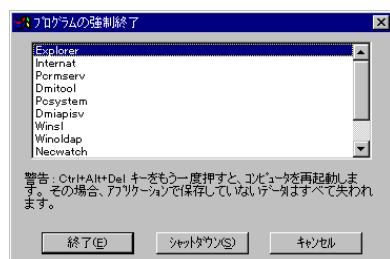 プログラムの強制終了
Explorer
Internat
Pcrmserv
Dmitool
Pcsystem
Dmiapisv
Winsl
Winoldap
Neowatch
警告 : Ctrl+Alt+Del キーをもう一度押すと、コンピュータを再起動しま
す。その場合、アプリケーションで保存していないデータはすべて失われ
ます。
終了(E) シャットダウン(S) キャンセル